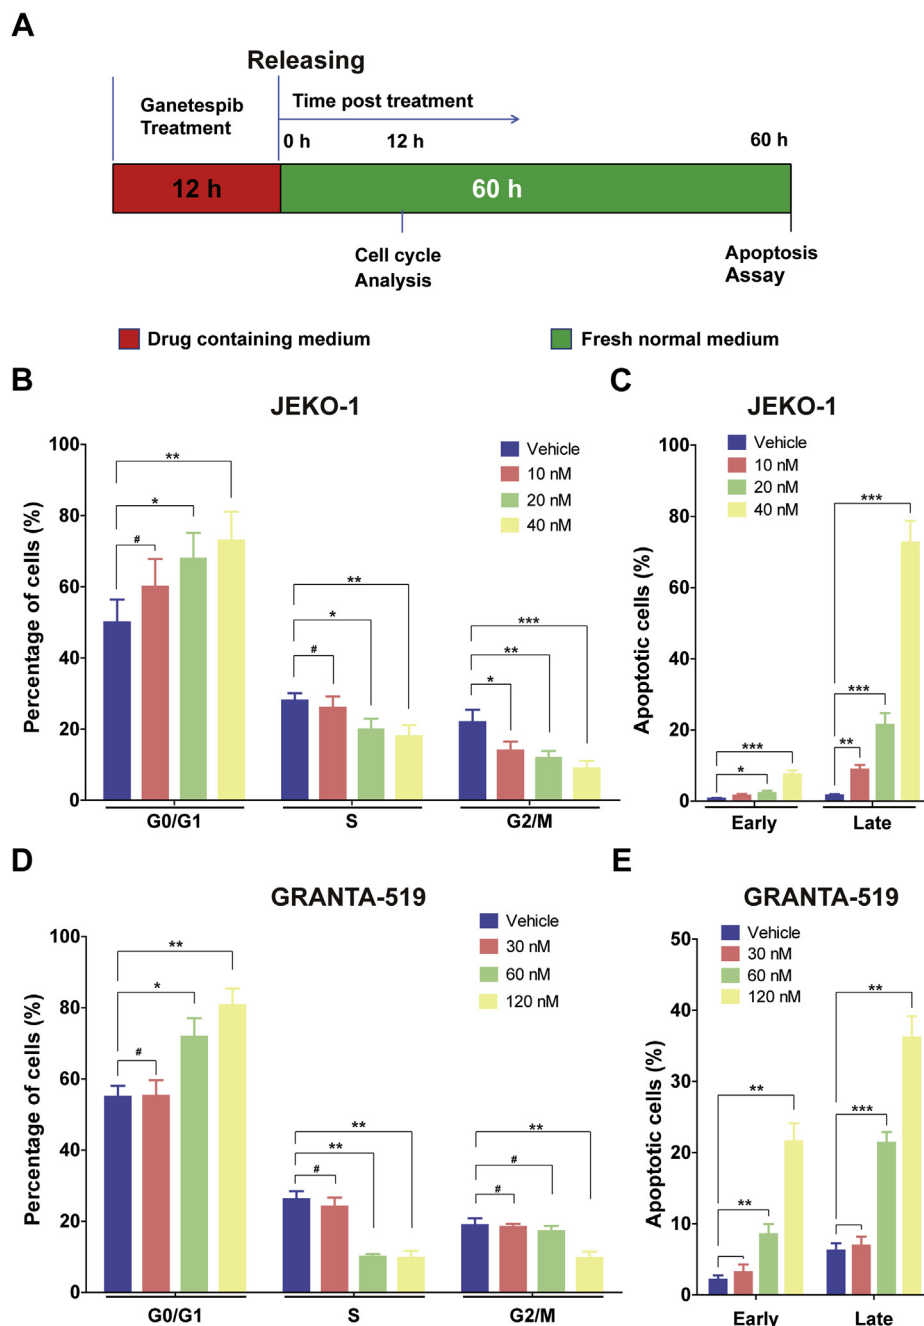 A
Releasing
Ganetespib
Treatment
Time post treatment
0 h
12 h
60 h
12 h
60 h
Cell cycle
Analysis
Apoptosis
Assay
Drug containing medium
Fresh normal medium
B
JEKO-1
Percentage of cells (%)
100
80
60
40
20
0
Vehicle
10 nM
20 nM
40 nM
#
*
**
#
*
**
*
**
***
G0/G1
S
G2/M
C
JEKO-1
Apoptotic cells (%)
100
80
60
40
20
0
Vehicle
10 nM
20 nM
40 nM
*
***
**
***
***
Early
Late
D
GRANTA-519
Percentage of cells (%)
100
80
60
40
20
0
Vehicle
30 nM
60 nM
120 nM
#
*
**
#
**
**
#
#
**
G0/G1
S
G2/M
E
GRANTA-519
Apoptotic cells (%)
50
40
30
20
10
0
Vehicle
30 nM
60 nM
120 nM
**
**
***
**
Early
Late